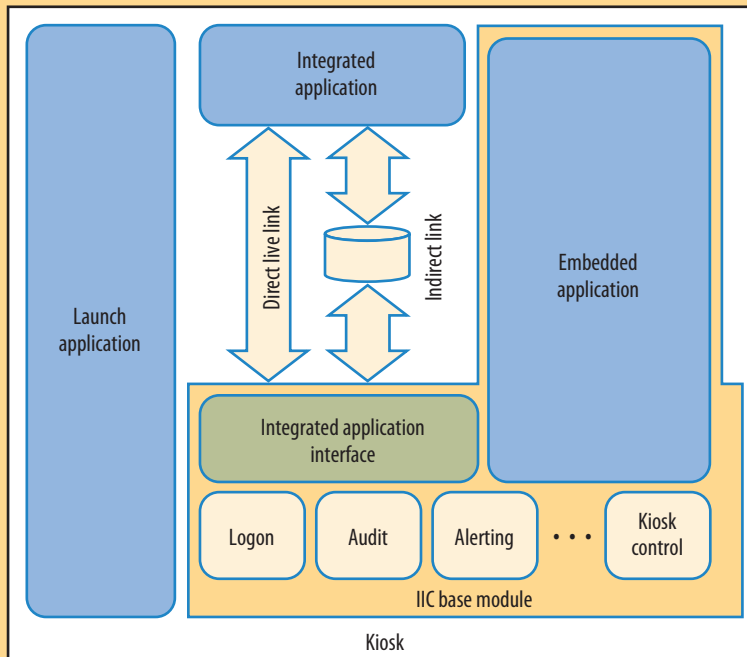 Integrated
application
Direct live link
Indirect link
Launch
application
Embedded
application
Integrated application
interface
Logon
Audit
Alerting
• • •
Kiosk
control
IIC base module
Kiosk